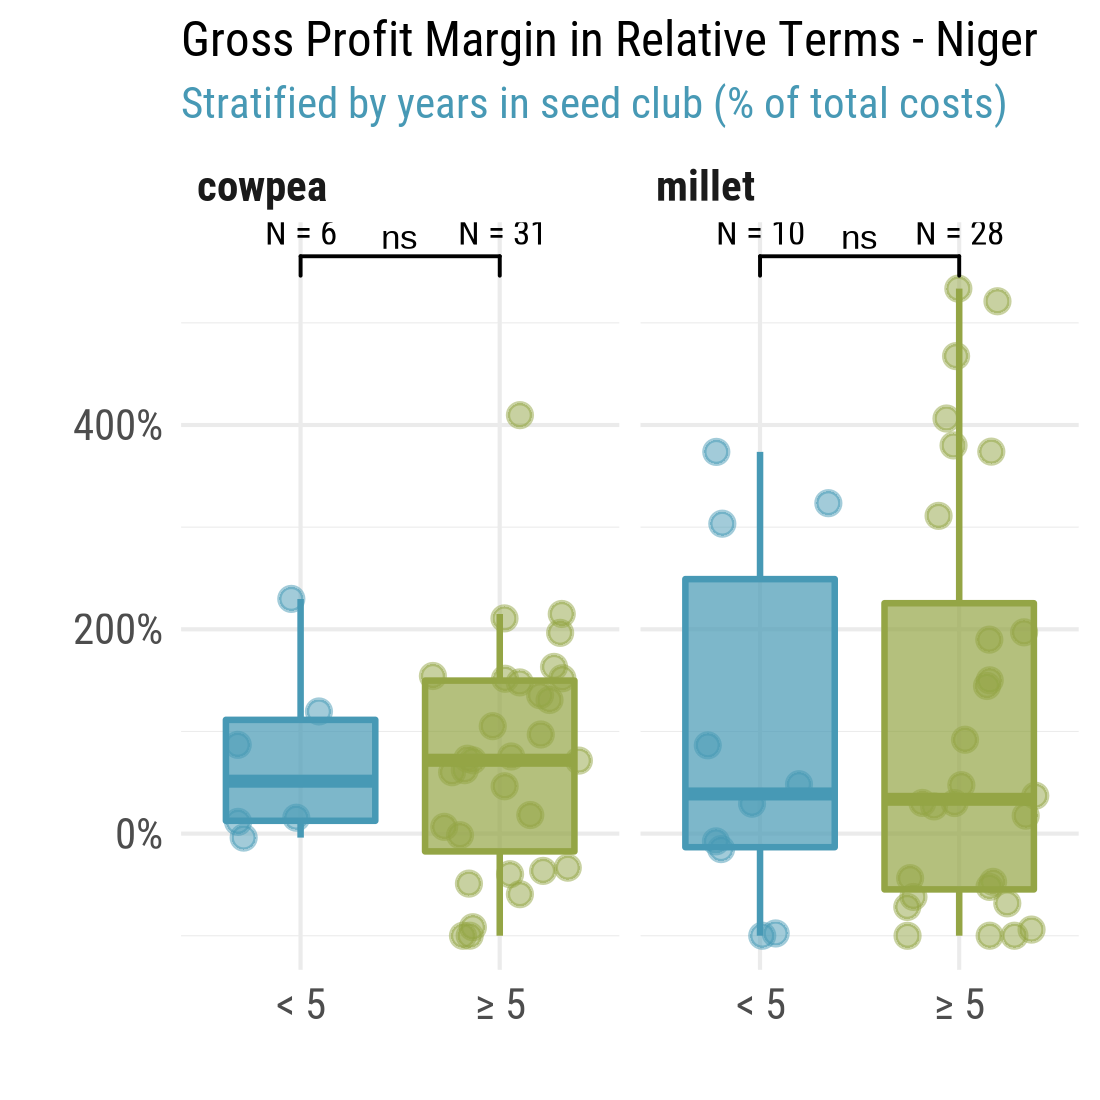 Gross Profit Margin in Relative Terms - Niger
Stratified by years in seed club (% of total costs)
cowpea
millet
N = 6
ns
N = 31
N = 10
ns
N = 28
400%
200%
0%
< 5
≥ 5
< 5
≥ 5